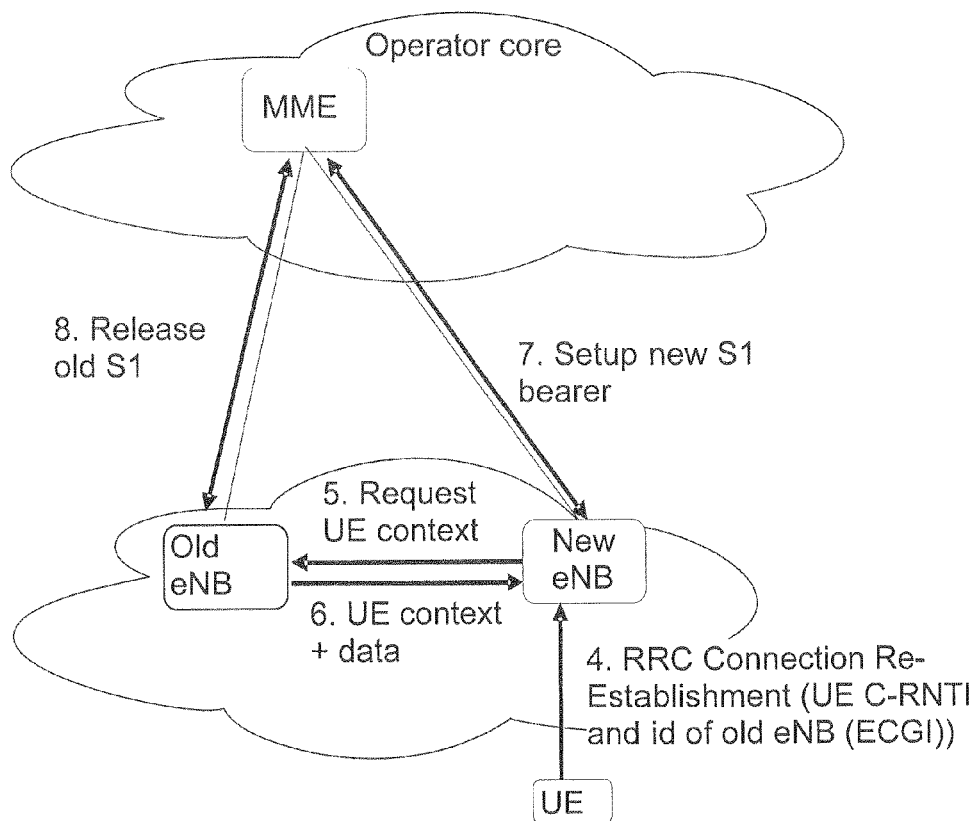 Operator core
MME
8. Release
old S1
7. Setup new S1
bearer
5. Request
UE context
Old
eNB
New
eNB
6. UE context
+ data
4. RRC Connection Re-
Establishment (UE C-RNTI
and id of old eNB (ECGI))
UE